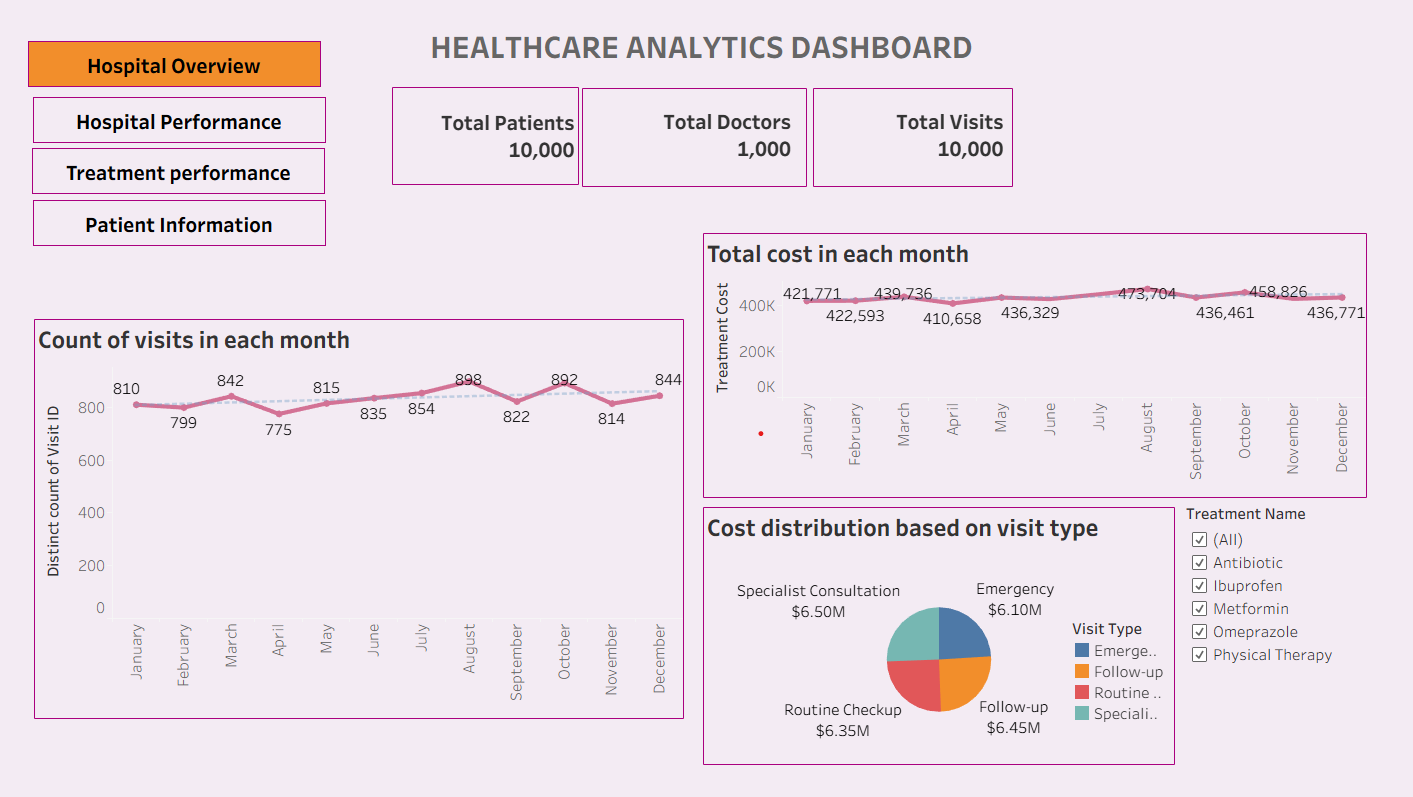 HEALTHCARE ANALYTICS DASHBOARD
Hospital Overview
Hospital Performance
Treatment performance
Patient Information
Total Patients
10,000
Total Doctors
1,000
Total Visits
10,000
Count of visits in each month
Distinct count of Visit ID
800
600
400
200
0
810
799
842
775
815
835
854
898
822
892
814
844
January
February
March
April
May
June
July
August
September
October
November
December
Total cost in each month
Treatment Cost
400K
200K
0K
421,771
422,593
439,736
410,658
436,329
473,704
436,461
458,826
436,771
January
February
March
April
May
June
July
August
September
October
November
December
Cost distribution based on visit type
Specialist Consultation
$6.50M
Emergency
$6.10M
Routine Checkup
$6.35M
Follow-up
$6.45M
Visit Type
Emerge..
Follow-up
Routine ..
Speciali..
Treatment Name
(All)
Antibiotic
Ibuprofen
Metformin
Omeprazole
Physical Therapy